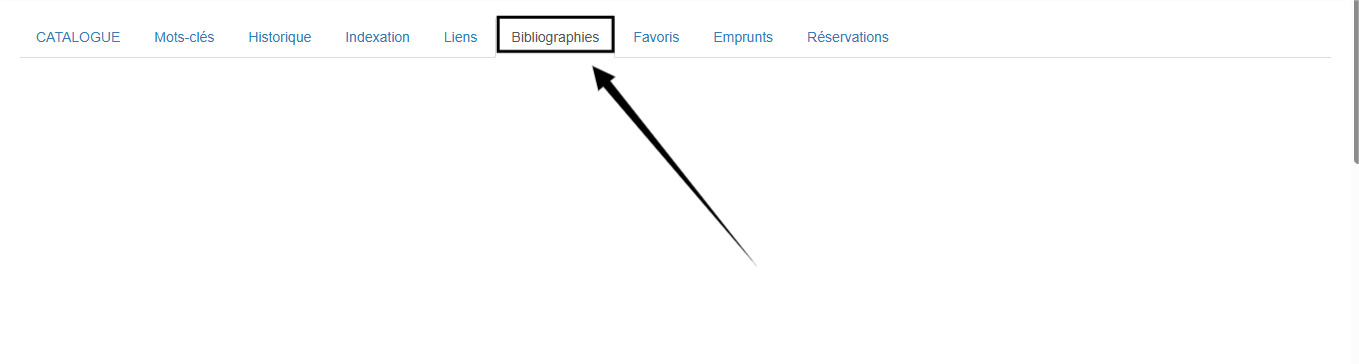 CATALOGUE Mots-clés Historique Indexation Liens Bibliographies Favoris Emprunts Réservations